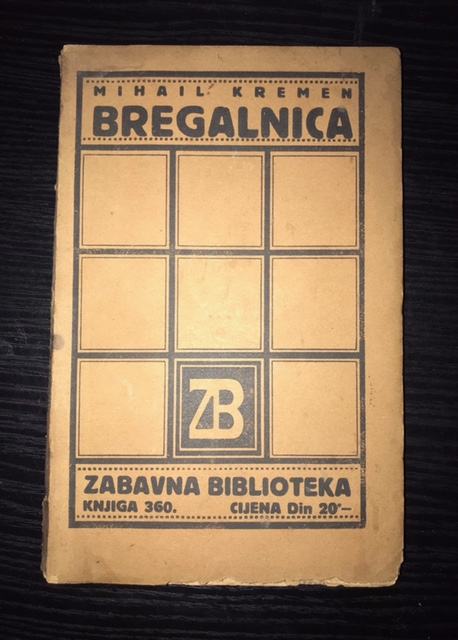 MIHAIL KREMEN
BREGALNICA
ZB
ZABAVNA BIBLIOTEKA
KNJIGA 360. CIJENA Din 20·–